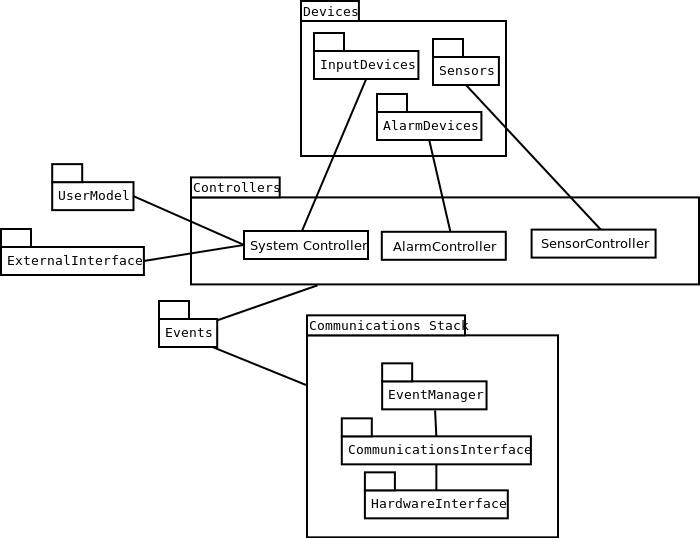 Devices
InputDevices
Sensors
AlarmDevices
Controllers
UserModel
System Controller
AlarmController
SensorController
ExternalInterface
Events
Communications Stack
EventManager
CommunicationsInterface
HardwareInterface